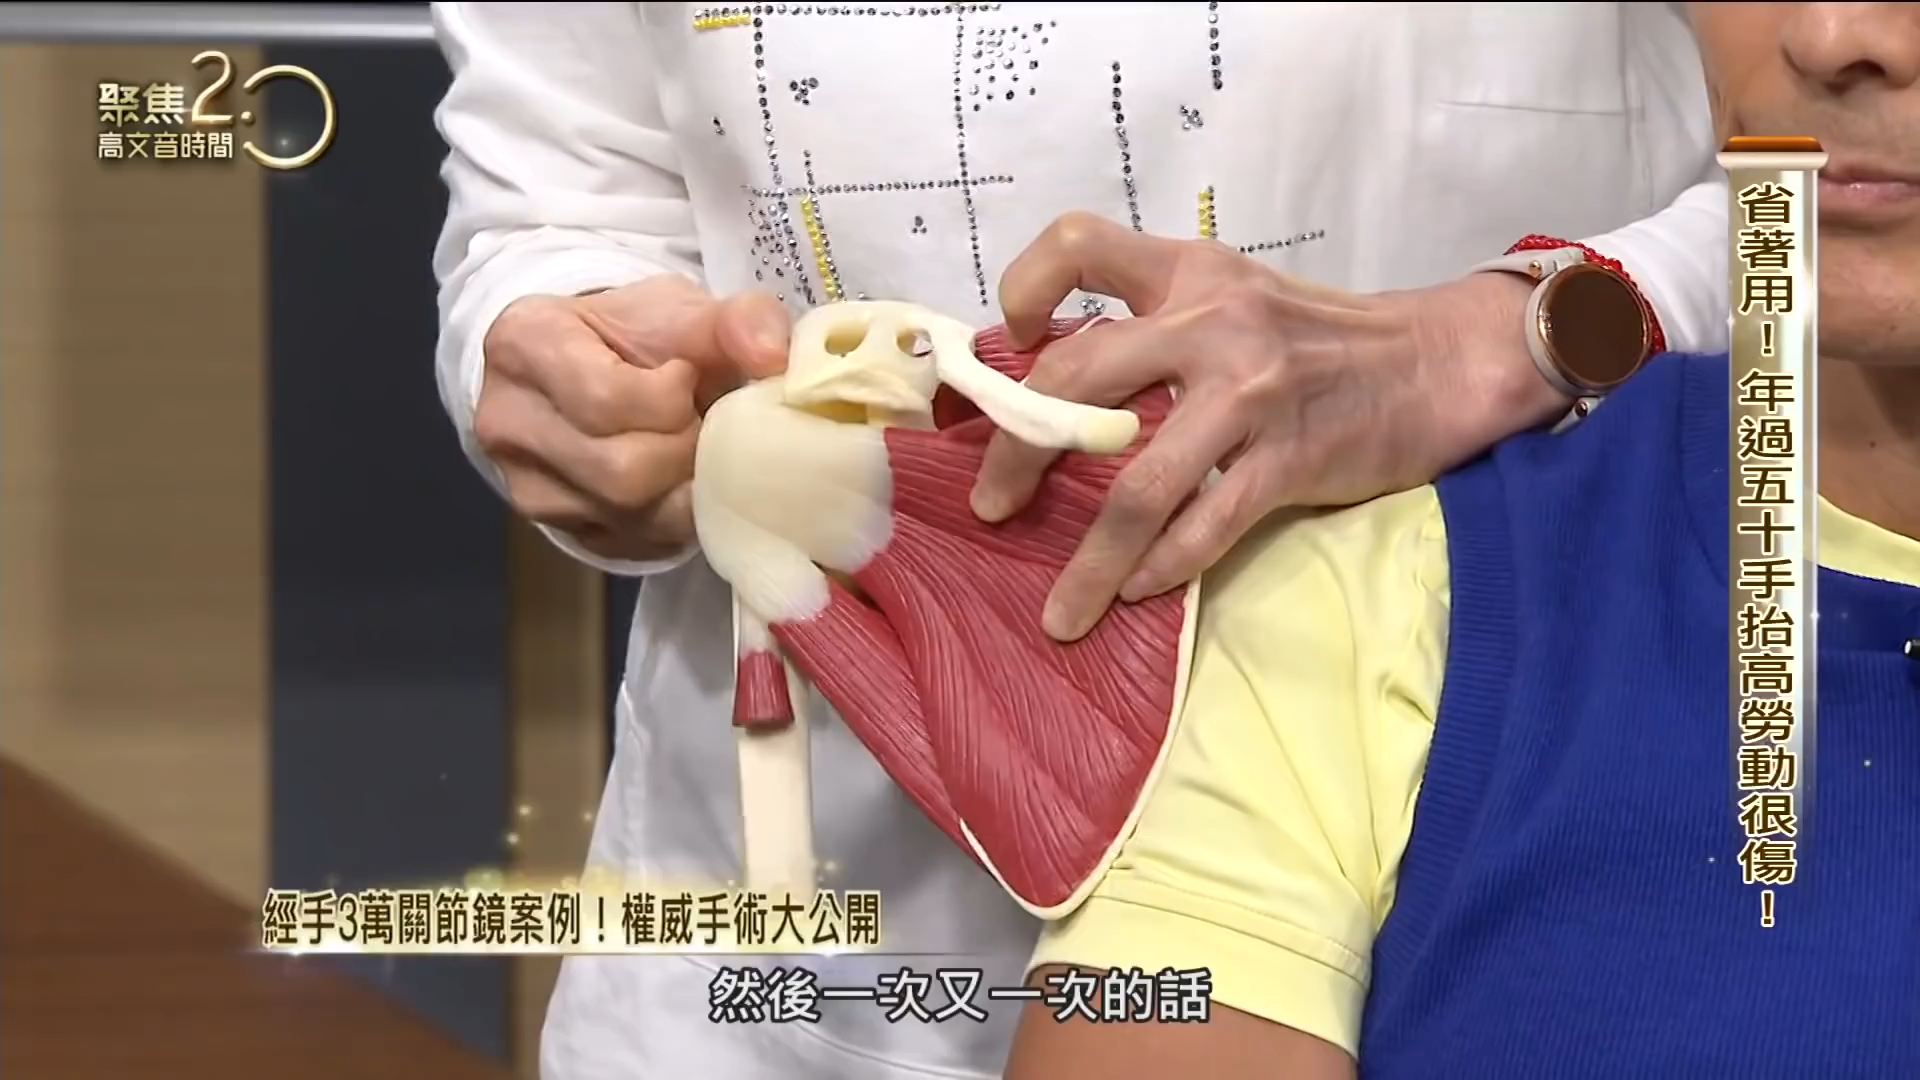 聚焦2.0
高文音時間
省著用！年過五十手抬高勞動很傷！
經手3萬關節鏡案例！權威手術大公開
然後一次又一次的話